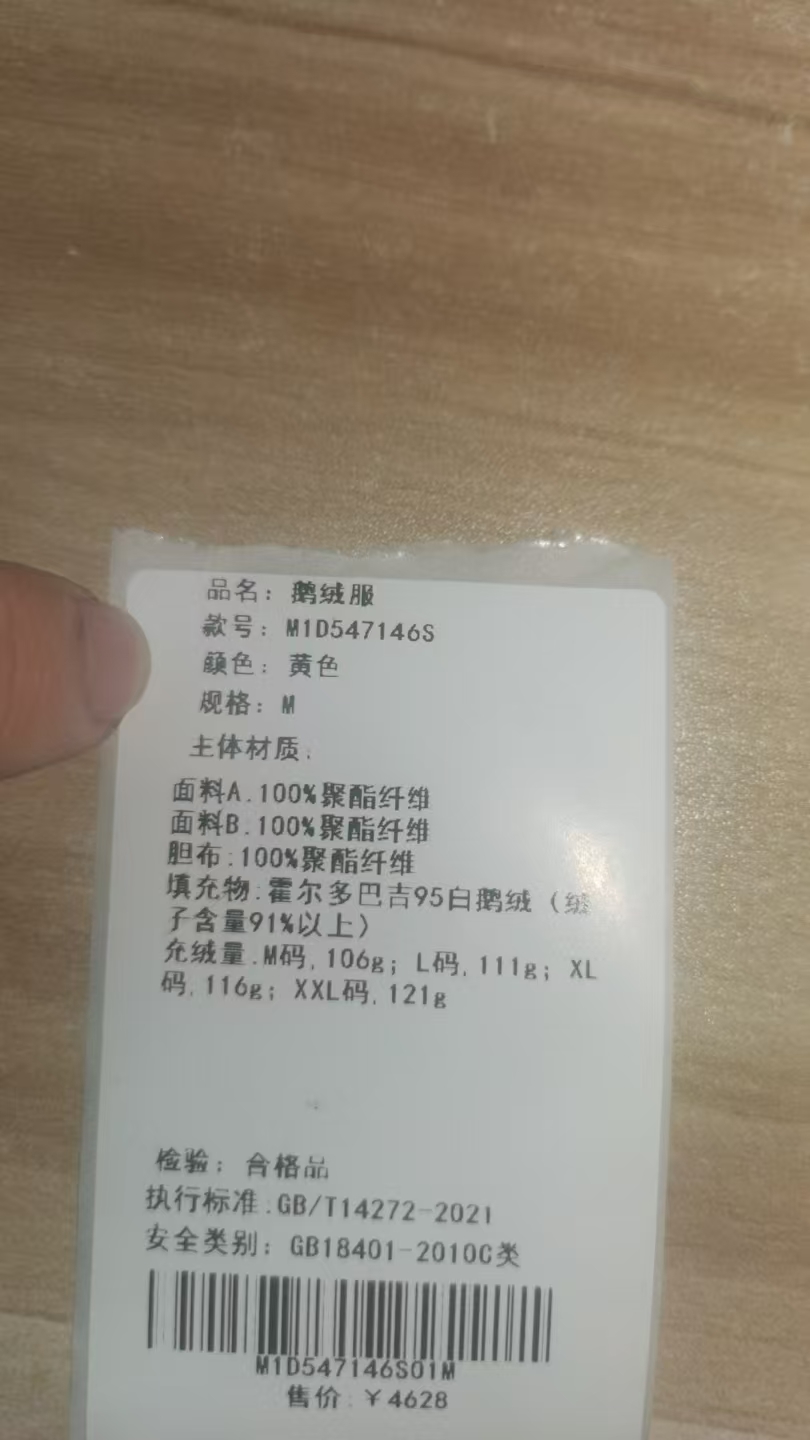 品名：鹅绒服
款号：M1D547146S
颜色：黄色
规格：M
主体材质：
面料A.100%聚酯纤维
面料B.100%聚酯纤维
胆布:100%聚酯纤维
填充物:霍尔多巴吉95白鹅绒（绒
子含量91%以上）
充绒量.M码,106g；L码,111g；XL
码,116g；XXL码,121g
检验：合格品
执行标准.GB/T14272-2021
安全类别：GB18401-2010C类
M1D547146S01M
售价:￥4628